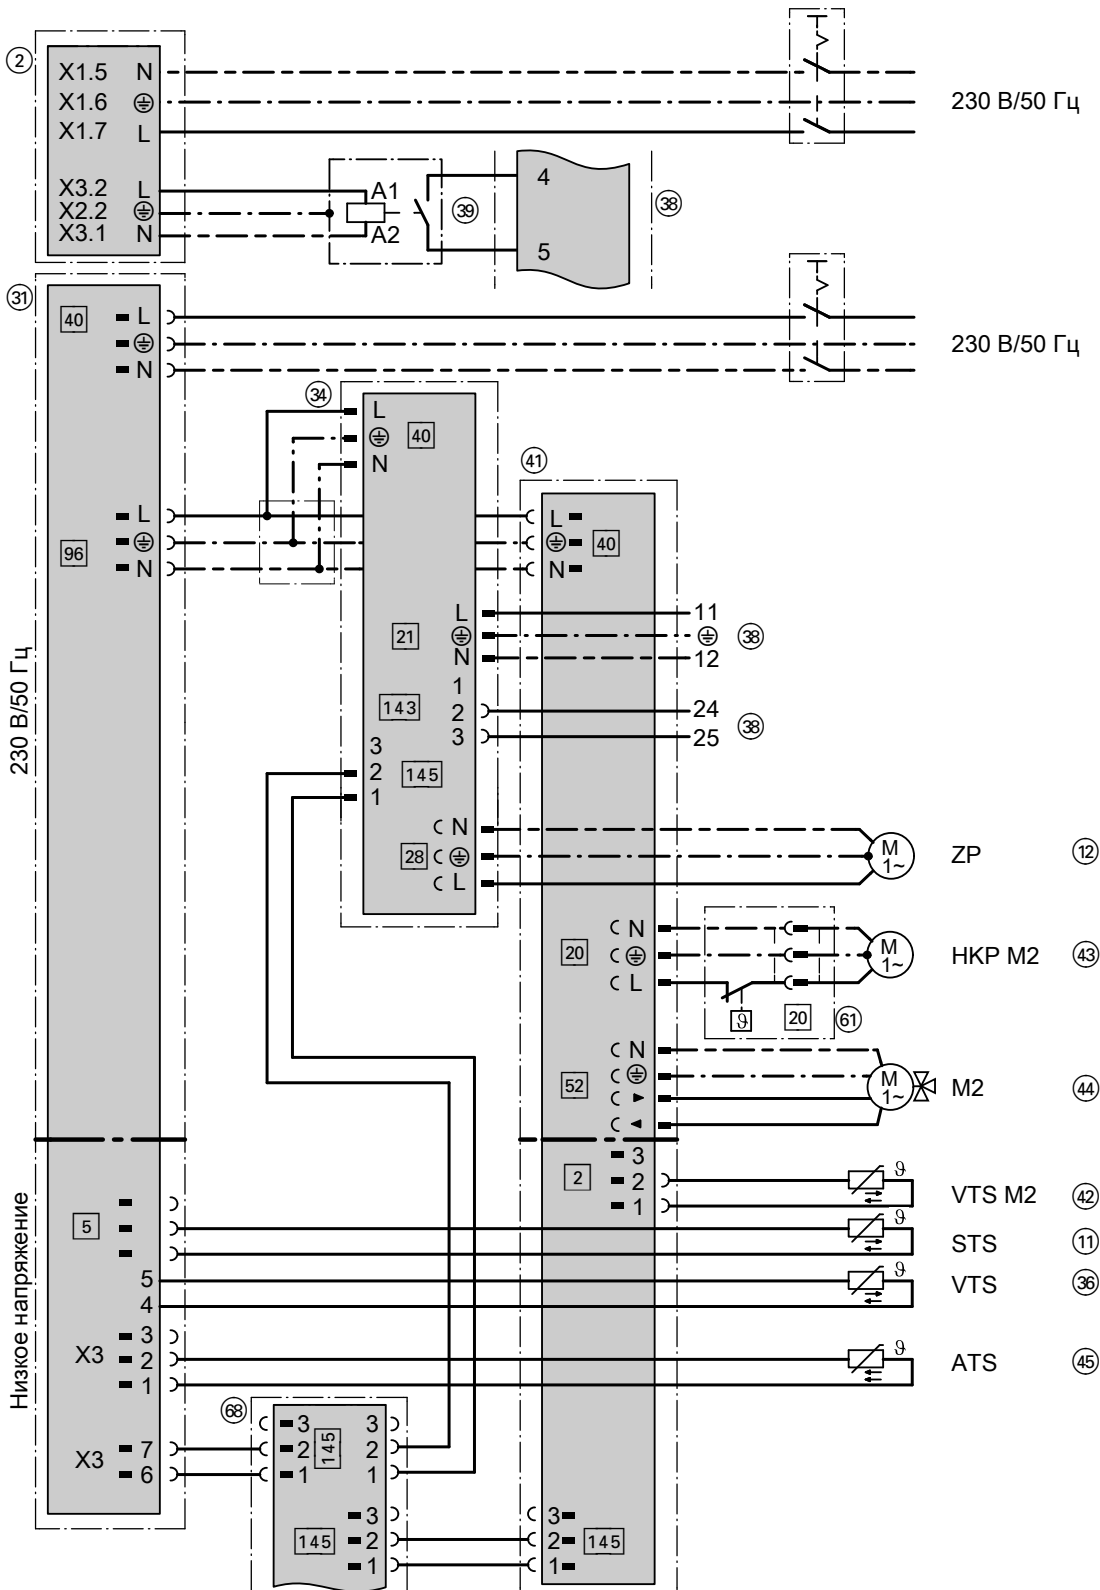 2
X1.5 N
X1.6
X1.7 L
230 В/50 Гц
X3.2 L
X2.2
X3.1 N
A1
A2
39
4
5
38
31
40
L
N
230 В/50 Гц
34
L
N
40
41
96
L
N
L
N
40
21
L
N
11
12
38
143
1
2
3
24
25
38
3
2
1
145
230 В/50 Гц
28
N
L
M
1~
ZP 12
20
N
L
ϑ
20
61
M
1~
HKP M2 43
52
N
M
1~
M2 44
2
3
2
1
ϑ
VTS M2 42
Низкое напряжение
5
ϑ
STS 11
5
4
ϑ
VTS 36
X3
3
2
1
ϑ
ATS 45
68
X3
7
6
3
2
1
145
3
2
1
145
3
2
1
3
2
1
145